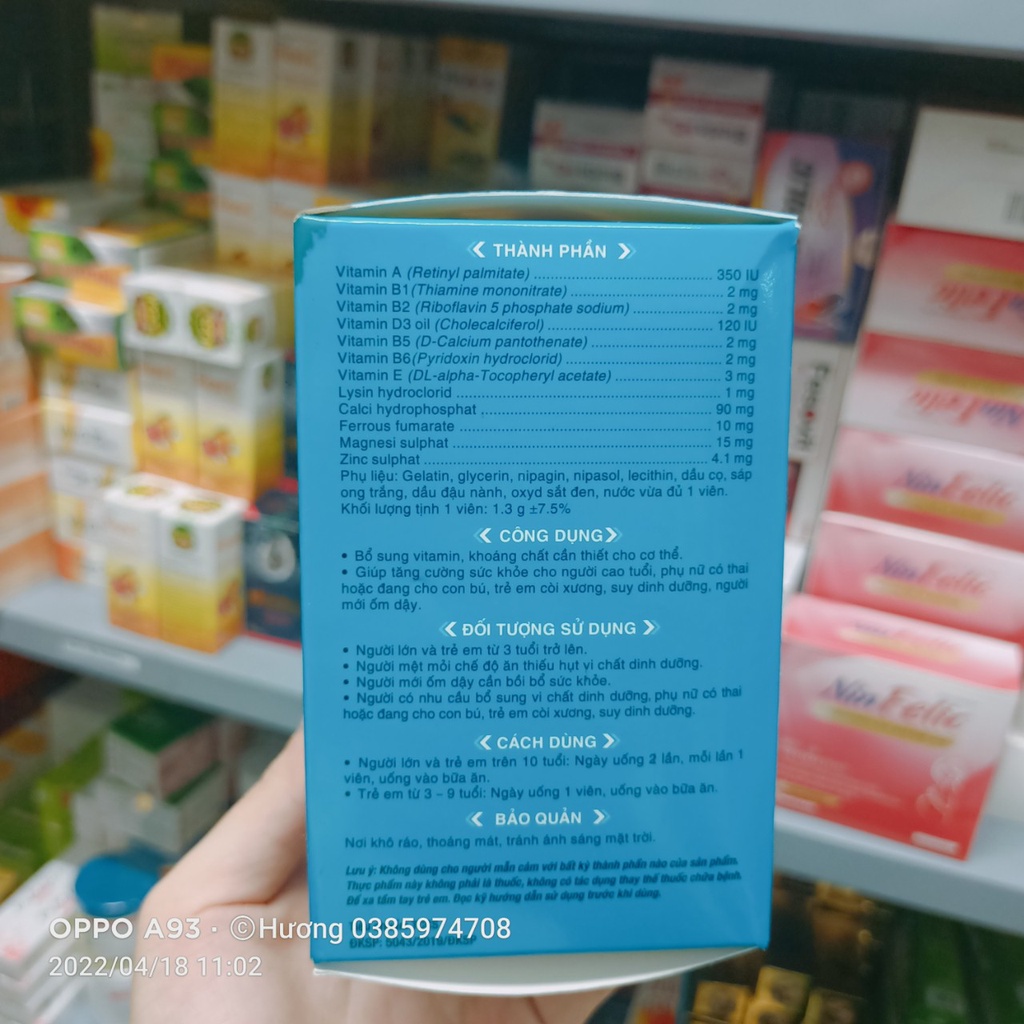 THÀNH PHẦN
Vitamin A (Retinyl palmitate) ........ 350 IU
Vitamin B1 (Thiamine mononitrate) ........ 2 mg
Vitamin B2 (Riboflavin 5 phosphate sodium) ........ 2 mg
Vitamin D3 oil (Cholecalciferol) ........ 120 IU
Vitamin B5 (D-Calcium pantothenate) ........ 2 mg
Vitamin B6(Pyridoxin hydroclorid) ........ 2 mg
Vitamin E (DL-alpha-Tocopheryl acetate) ........ 3 mg
Lysin hydroclorid ........ 1 mg
Calci hydrophosphat ........ 90 mg
Ferrous fumarate ........ 10 mg
Magnesi sulphat ........ 15 mg
Zinc sulphat ........ 4.1 mg
Phụ liệu: Gelatin, glycerin, nipagin, nipasol, lecithin, dầu cọ, sáp
ong trắng, dầu đậu nành, oxyd sắt đen, nước vừa đủ 1 viên.
Khối lượng tịnh 1 viên: 1.3 g ±7.5%
CÔNG DỤNG
• Bổ sung vitamin, khoáng chất cần thiết cho cơ thể.
• Giúp tăng cường sức khỏe cho người cao tuổi, phụ nữ có thai
hoặc đang cho con bú, trẻ em còi xương, suy dinh dưỡng, người
mới ốm dậy.
ĐỐI TƯỢNG SỬ DỤNG
• Người lớn và trẻ em từ 3 tuổi trở lên.
• Người mệt mỏi chế độ ăn thiếu hụt vi chất dinh dưỡng.
• Người mới ốm dậy cần bồi bổ sức khỏe.
• Người có nhu cầu bổ sung vi chất dinh dưỡng, phụ nữ có thai
hoặc đang cho con bú, trẻ em còi xương, suy dinh dưỡng.
CÁCH DÙNG
• Người lớn và trẻ em trên 10 tuổi: Ngày uống 2 lần, mỗi lần 1
viên, uống vào bữa ăn.
• Trẻ em từ 3 – 9 tuổi: Ngày uống 1 viên, uống vào bữa ăn.
BẢO QUẢN
Nơi khô ráo, thoáng mát, tránh ánh sáng mặt trời.
Lưu ý: Không dùng cho người mẫn cảm với bất kỳ thành phần nào của sản phẩm.
Thực phẩm này không phải là thuốc, không có tác dụng thay thế thuốc chữa bệnh.
Để xa tầm tay trẻ em. Đọc kỹ hướng dẫn sử dụng trước khi dùng.
ĐKSP: 5043/2019/ĐKSP
OPPO A93 · ©Hương 0385974708
2022/04/18 11:02
NinFelic